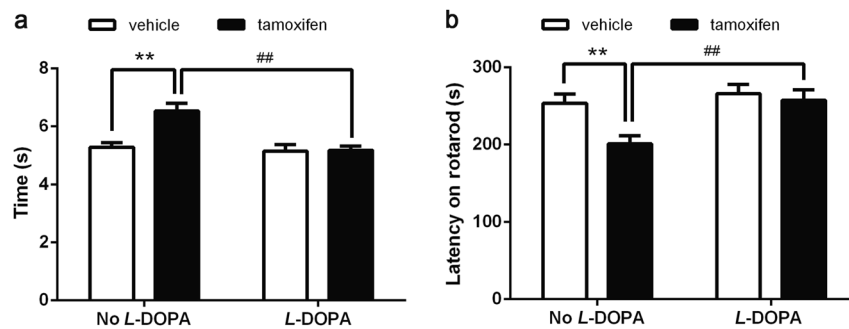 a
vehicle
tamoxifen
**
##
8
6
4
2
0
Time (s)
No L-DOPA
L-DOPA
b
vehicle
tamoxifen
**
##
300
200
100
0
Latency on rotarod (s)
No L-DOPA
L-DOPA